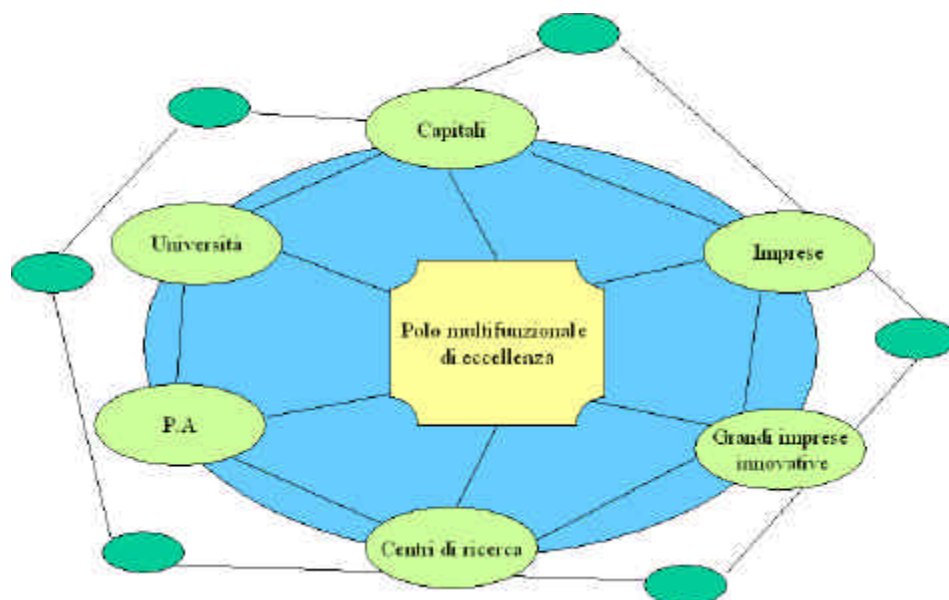 Capitali
Università
Imprese
Polo multifunzionale
di eccellenza
P.A
Grandi imprese
innovative
Centri di ricerca